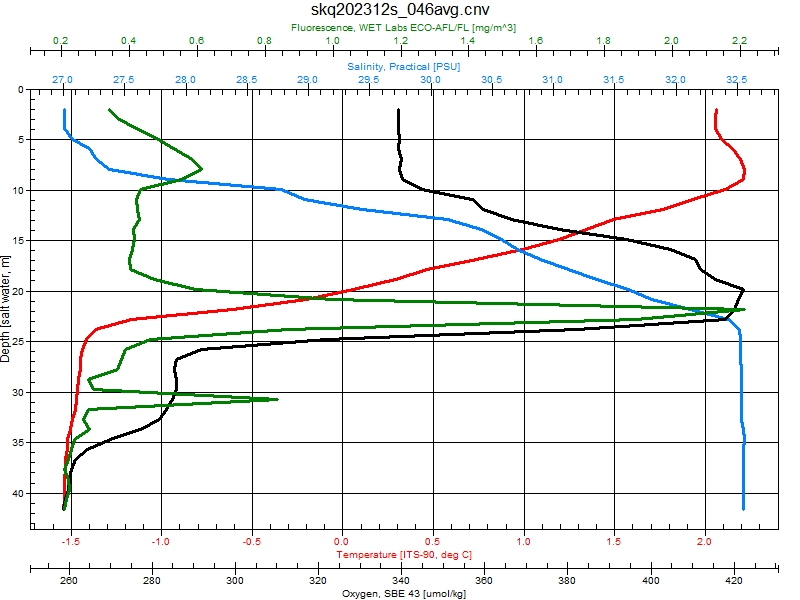 skq202312s_046avg.cnv
Fluorescence, WET Labs ECO-AFL/FL [mg/m^3]
0.2 0.4 0.6 0.8 1.0 1.2 1.4 1.6 1.8 2.0 2.2
Salinity, Practical [PSU]
27.0 27.5 28.0 28.5 29.0 29.5 30.0 30.5 31.0 31.5 32.0 32.5
0
5
10
15
20
25
30
35
40
Depth [salt water, m]
-1.5 -1.0 -0.5 0.0 0.5 1.0 1.5 2.0
Temperature [ITS-90, deg C]
260 280 300 320 340 360 380 400 420
Oxygen, SBE 43 [umol/kg]